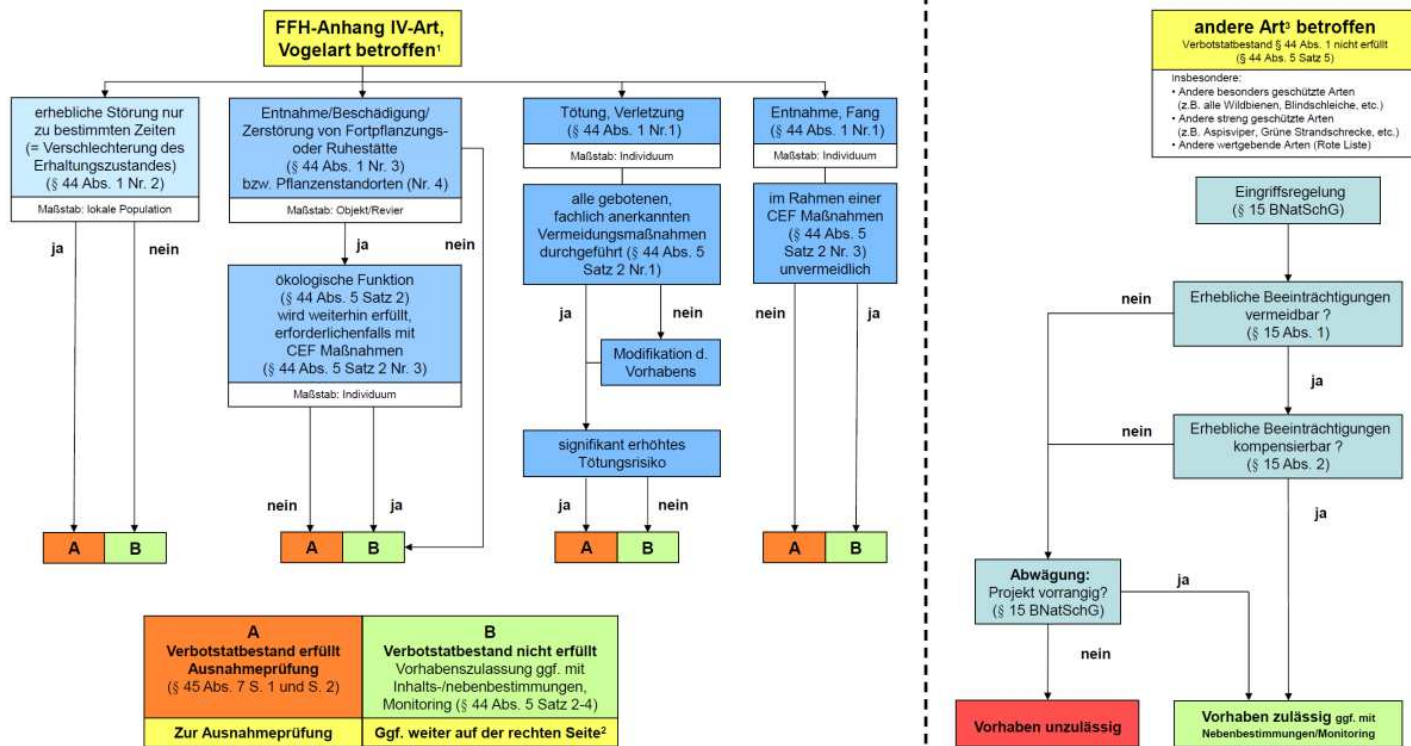 FFH-Anhang IV-Art,
Vogelart betroffen¹
erhebliche Störung nur
zu bestimmten Zeiten
(= Verschlechterung des
Erhaltungszustandes)
(§ 44 Abs. 1 Nr. 2)
Maßstab: lokale Population
ja
nein
A
B
Entnahme/Beschädigung/
Zerstörung von Fortpflanzungs-
oder Ruhestätte
(§ 44 Abs. 1 Nr. 3)
bzw. Pflanzenstandorten (Nr. 4)
Maßstab: Objekt/Revier
ja
nein
ökologische Funktion
(§ 44 Abs. 5 Satz 2)
wird weiterhin erfüllt,
erforderlichenfalls mit
CEF Maßnahmen
(§ 44 Abs. 5 Satz 2 Nr. 3)
Maßstab: Individuum
nein
ja
A
B
Tötung, Verletzung
(§ 44 Abs. 1 Nr.1)
Maßstab: Individuum
alle gebotenen,
fachlich anerkannten
Vermeidungsmaßnahmen
durchgeführt (§ 44 Abs. 5
Satz 2 Nr.1)
ja
nein
Modifikation d.
Vorhabens
signifikant erhöhtes
Tötungsrisiko
ja
nein
A
B
Entnahme, Fang
(§ 44 Abs. 1 Nr.1)
Maßstab: Individuum
im Rahmen einer
CEF Maßnahmen
(§ 44 Abs. 5
Satz 2 Nr. 3)
unvermeidlich
nein
ja
A
B
A
Verbotstatbestand erfüllt
Ausnahmeprüfung
(§ 45 Abs. 7 S. 1 und S. 2)
Zur Ausnahmeprüfung
B
Verbotstatbestand nicht erfüllt
Vorhabenszulassung ggf. mit
Inhalts-/nebenbestimmungen,
Monitoring (§ 44 Abs. 5 Satz 2-4)
Ggf. weiter auf der rechten Seite²
andere Art³ betroffen
Verbotstatbestand § 44 Abs. 1 nicht erfüllt
(§ 44 Abs. 5 Satz 5)
Insbesondere:
• Andere besonders geschützte Arten
(z.B. alle Wildbienen, Blindschleiche, etc.)
• Andere streng geschützte Arten
(z.B. Aspisviper, Grüne Strandschrecke, etc.)
• Andere wertgebende Arten (Rote Liste)
Eingriffsregelung
(§ 15 BNatSchG)
nein
Erhebliche Beeinträchtigungen
vermeidbar ?
(§ 15 Abs. 1)
ja
nein
Erhebliche Beeinträchtigungen
kompensierbar ?
(§ 15 Abs. 2)
ja
Abwägung:
Projekt vorrangig?
(§ 15 BNatSchG)
ja
nein
Vorhaben unzulässig
Vorhaben zulässig ggf. mit
Nebenbestimmungen/Monitoring